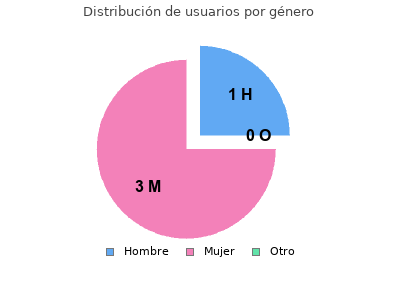 Distribución de usuarios por género
1 H
0 O
3 M
Hombre
Mujer
Otro